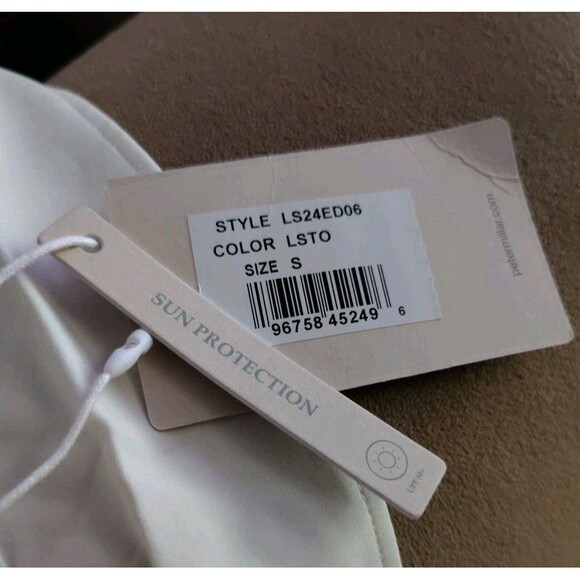 STYLE LS24ED06
COLOR LSTO
SIZE S
96758 45249 6
petermillar.com
SUN PROTECTION